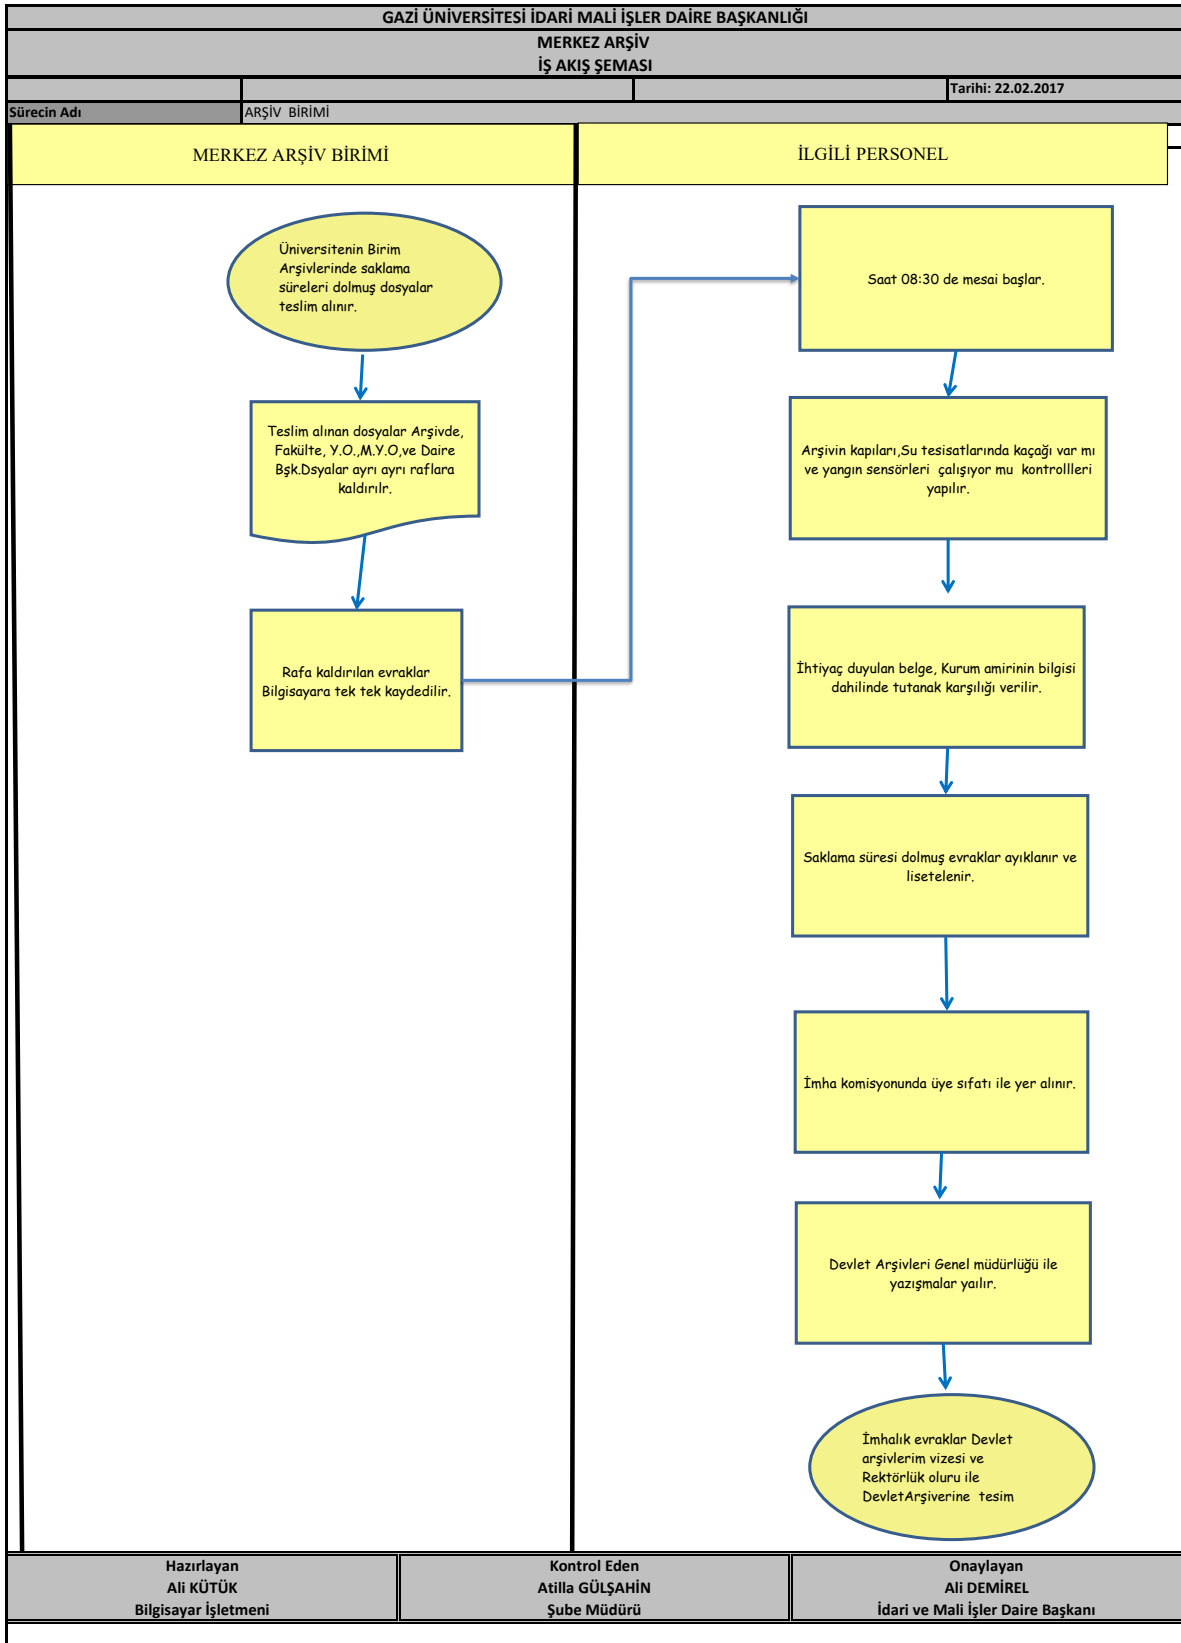 GAZİ ÜNİVERSİTESİ İDARİ MALİ İŞLER DAİRE BAŞKANLIĞI
MERKEZ ARŞİV
İŞ AKIŞ ŞEMASI
Tarihi: 22.02.2017
Sürecin Adı
ARŞİV BİRİMİ
MERKEZ ARŞİV BİRİMİ
İLGİLİ PERSONEL
Üniversitenin Birim
Arşivlerinde saklama
süreleri dolmuş dosyalar
teslim alınır.
Teslim alınan dosyalar Arşivde,
Fakülte, Y.O.,M.Y.O,ve Daire
Bşk.Dsyalar ayrı ayrı raflara
kaldırılr.
Rafa kaldırılan evraklar
Bilgisayara tek tek kaydedilir.
Saat 08:30 de mesai başlar.
Arşivin kapıları,Su tesisatlarında kaçağı var mı
ve yangın sensörleri çalışıyor mu kontrollleri
yapılır.
İhtiyaç duyulan belge, Kurum amirinin bilgisi
dahilinde tutanak karşılığı verilir.
Saklama süresi dolmuş evraklar ayıklanır ve
lisetelenir.
İmha komisyonunda üye sıfatı ile yer alınır.
Devlet Arşivleri Genel müdürlüğü ile
yazışmalar yaılır.
İmhalık evraklar Devlet
arşivlerim vizesi ve
Rektörlük oluru ile
DevletArşiverine tesim
Hazırlayan
Ali KÜTÜK
Bilgisayar İşletmeni
Kontrol Eden
Atilla GÜLŞAHİN
Şube Müdürü
Onaylayan
Ali DEMİREL
İdari ve Mali İşler Daire Başkanı